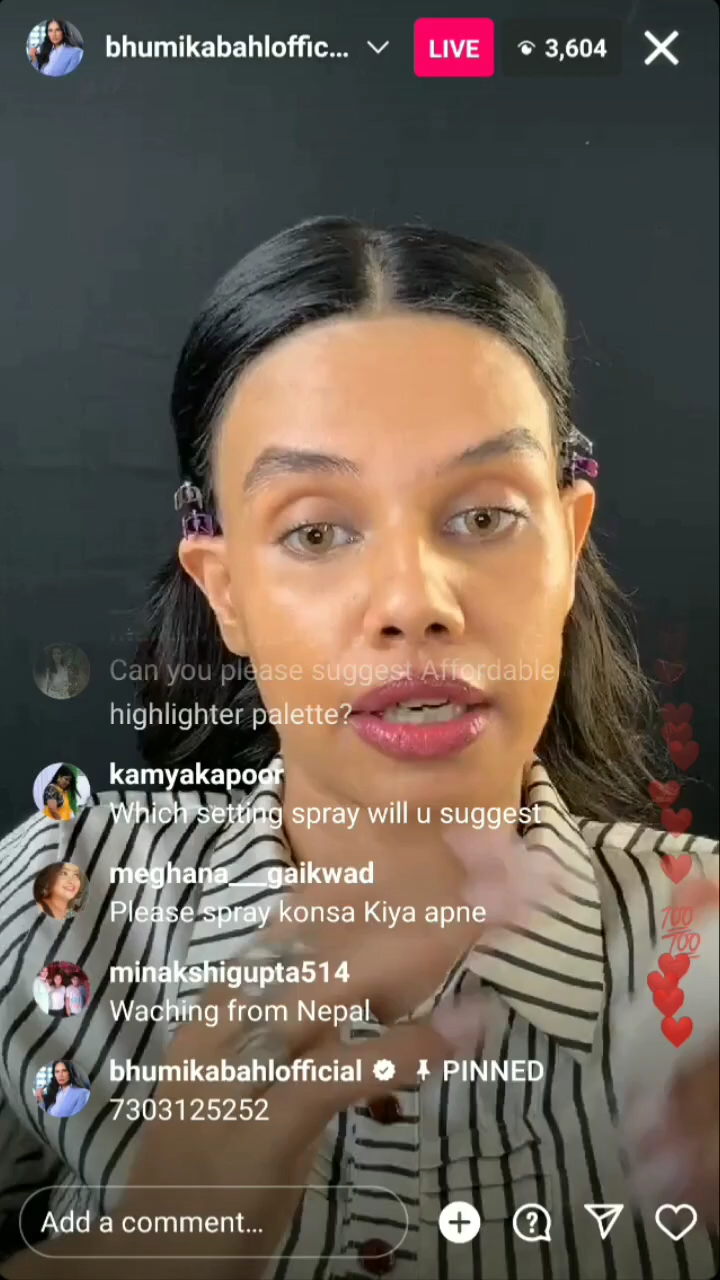 bhumikabahloffic...
LIVE
3,604
Can you please suggest Affordable
highlighter palette?
kamyakapoor
Which setting spray will u suggest
meghana___gaikwad
Please spray konsa Kiya apne
minakshigupta514
Waching from Nepal
bhumikabahlofficial PINNED
7303125252
Add a comment...